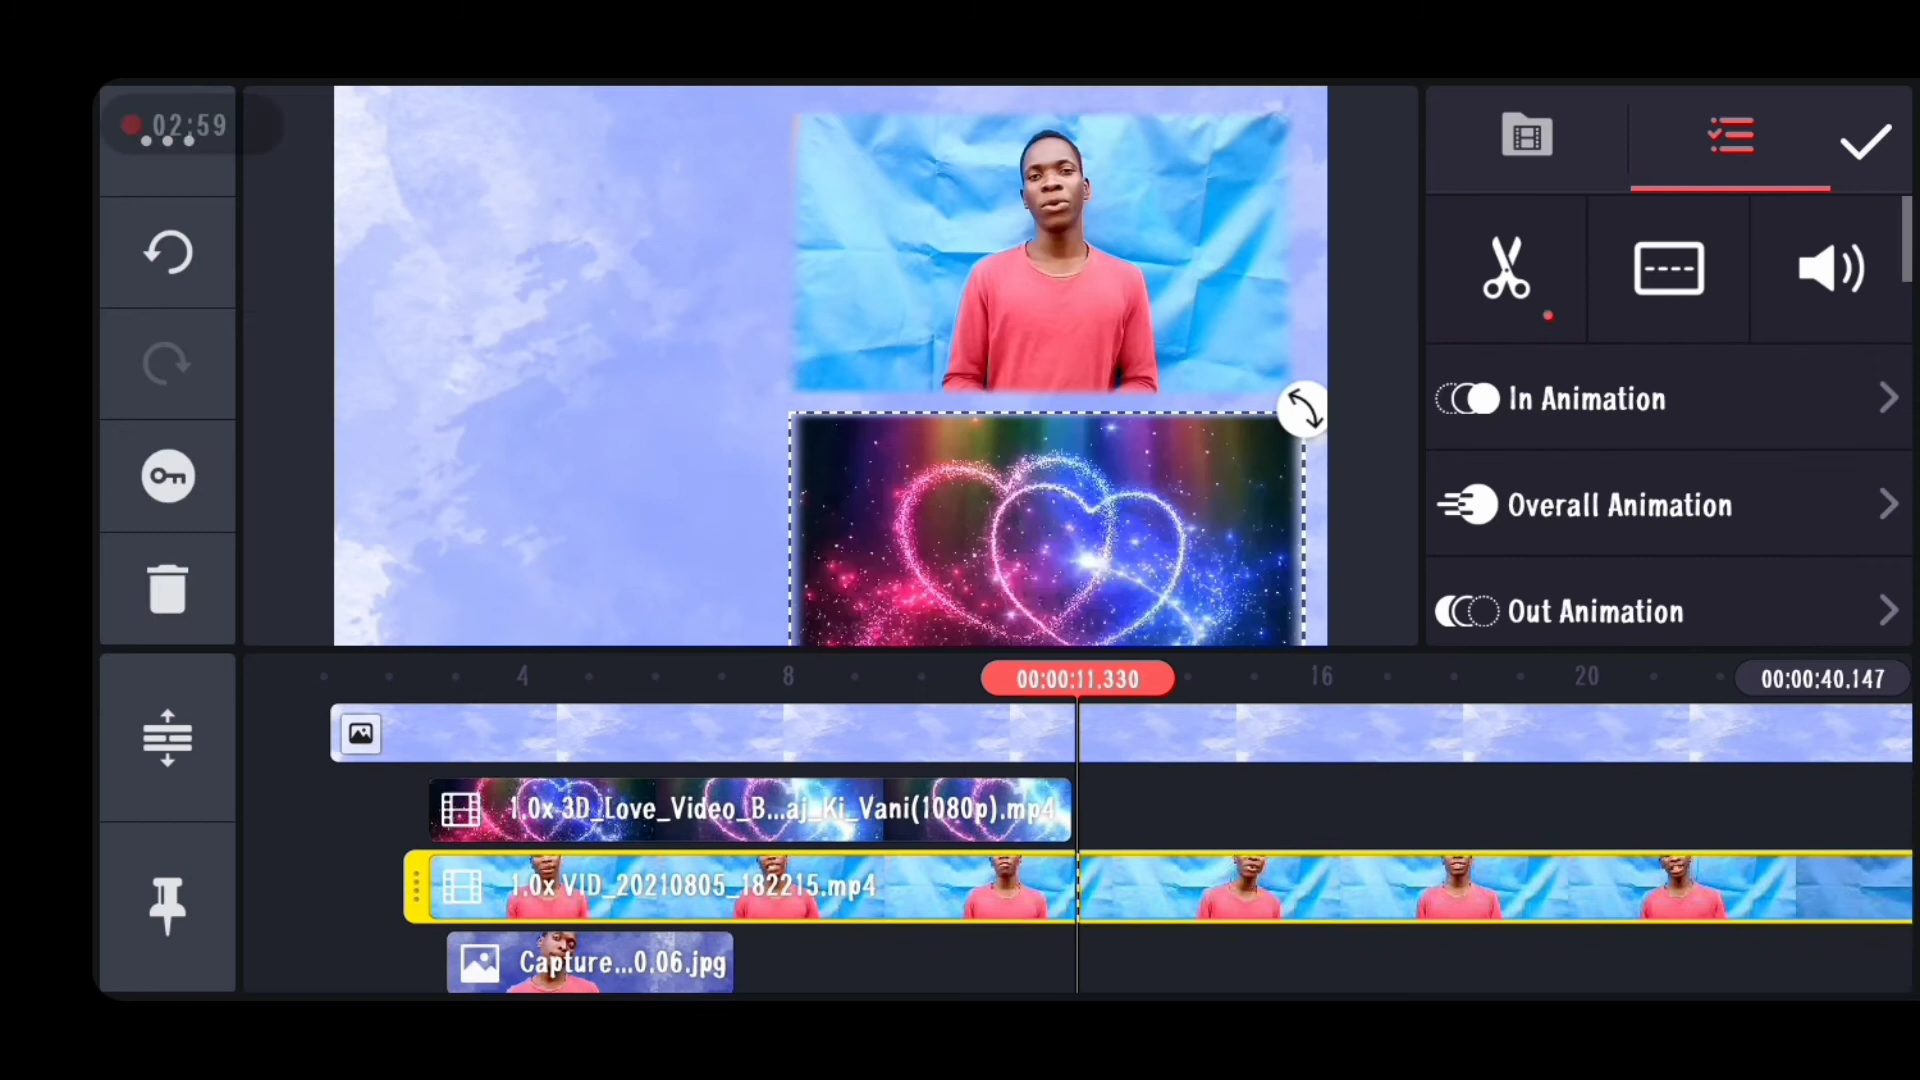 02:59
In Animation
Overall Animation
Out Animation
4
8
00:00:11.330
16
20
00:00:40.147
1.0x 3D_Love_Video_B...aj_Ki_Vani(1080p).mp4
1.0x VID_20210805_182215.mp4
Capture...0.06.jpg